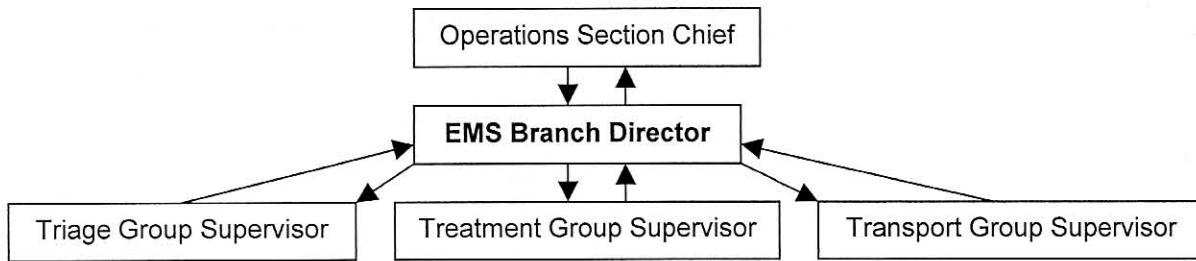 Operations Section Chief
EMS Branch Director
Triage Group Supervisor
Treatment Group Supervisor
Transport Group Supervisor